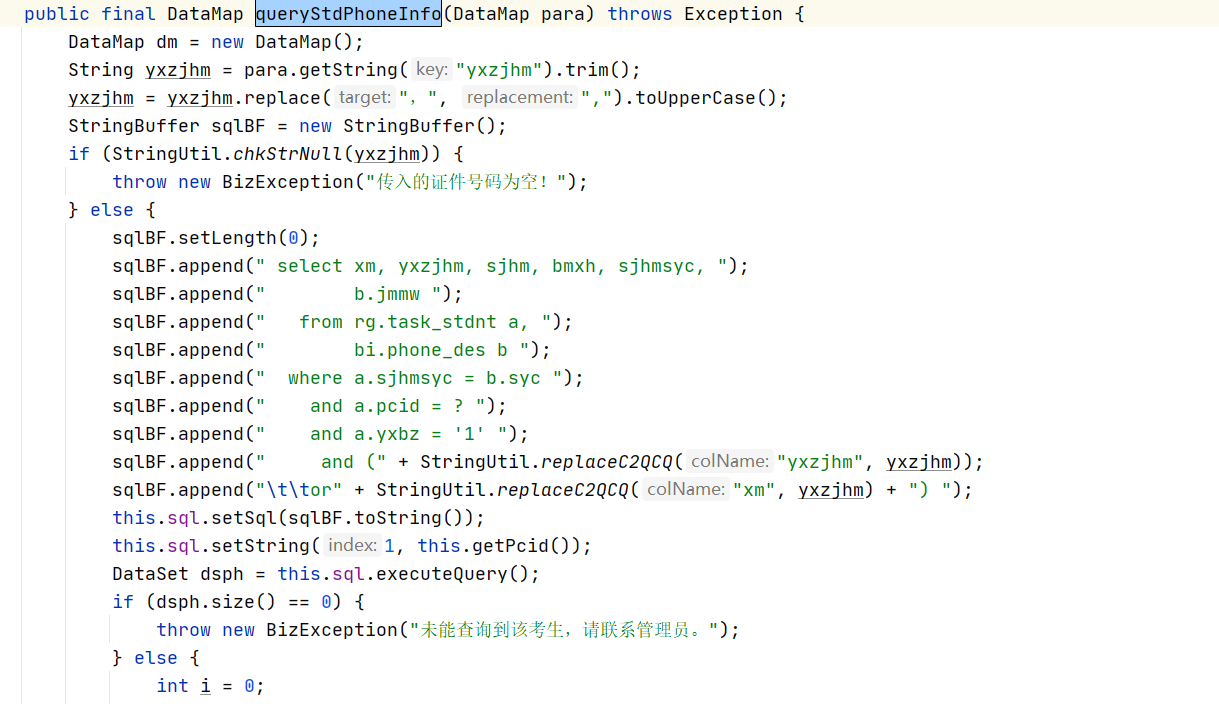 public final DataMap queryStdPhoneInfo(DataMap para) throws Exception {
    DataMap dm = new DataMap();
    String yxzjhm = para.getString( key: "yxzjhm").trim();
    yxzjhm = yxzjhm.replace( target: "，", replacement: ",").toUpperCase();
    StringBuffer sqlBF = new StringBuffer();
    if (StringUtil.chkStrNull(yxzjhm)) {
        throw new BizException("传入的证件号码为空！");
    } else {
        sqlBF.setLength(0);
        sqlBF.append(" select xm, yxzjhm, sjhm, bmxh, sjhmsyc, ");
        sqlBF.append("        b.jmmw ");
        sqlBF.append("   from rg.task_stdnt a, ");
        sqlBF.append("        bi.phone_des b ");
        sqlBF.append("  where a.sjhmsyc = b.syc ");
        sqlBF.append("    and a.pcid = ? ");
        sqlBF.append("    and a.yxbz = '1' ");
        sqlBF.append("     and (" + StringUtil.replaceC2QCQ( colName: "yxzjhm", yxzjhm));
        sqlBF.append("\t\tor" + StringUtil.replaceC2QCQ( colName: "xm", yxzjhm) + ") ");
        this.sql.setSql(sqlBF.toString());
        this.sql.setString( index: 1, this.getPcid());
        DataSet dsph = this.sql.executeQuery();
        if (dsph.size() == 0) {
            throw new BizException("未能查询到该考生，请联系管理员。");
        } else {
            int i = 0;